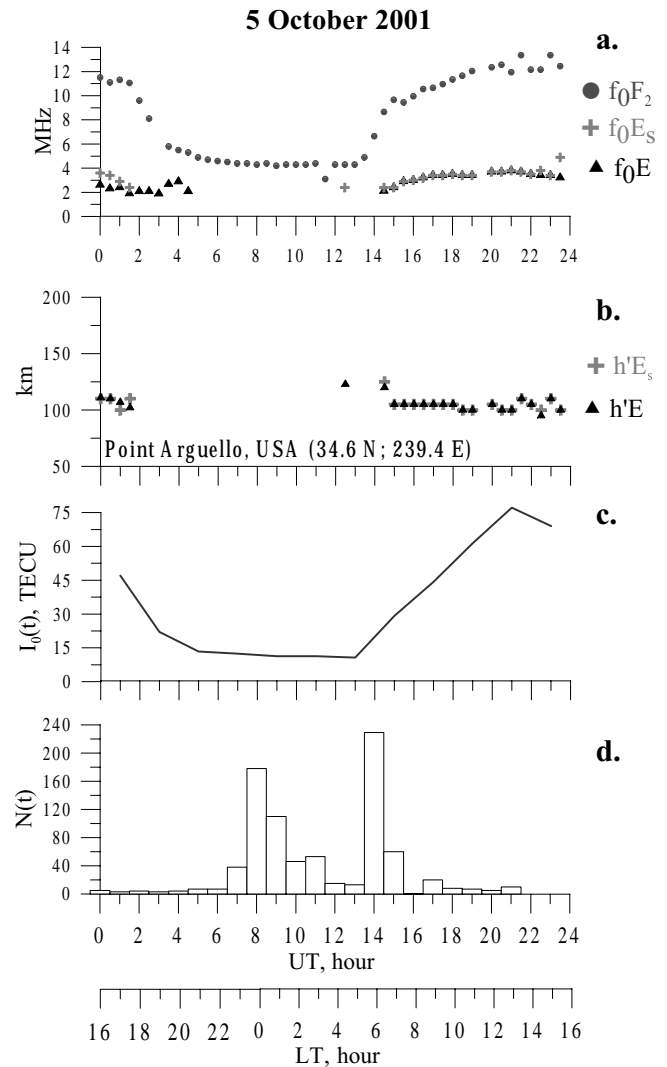 5 October 2001
a.
14
12
10
8
6
4
2
0
MHz
f0F2
f0Es
f0E
0 2 4 6 8 10 12 14 16 18 20 22 24
b.
200
150
100
50
km
h'Es
h'E
Point Arguello, USA (34.6 N; 239.4 E)
c.
75
60
45
30
15
0
I0(t), TECU
d.
240
200
160
120
80
40
0
N(t)
0 2 4 6 8 10 12 14 16 18 20 22 24
UT, hour
16 18 20 22 0 2 4 6 8 10 12 14 16
LT, hour